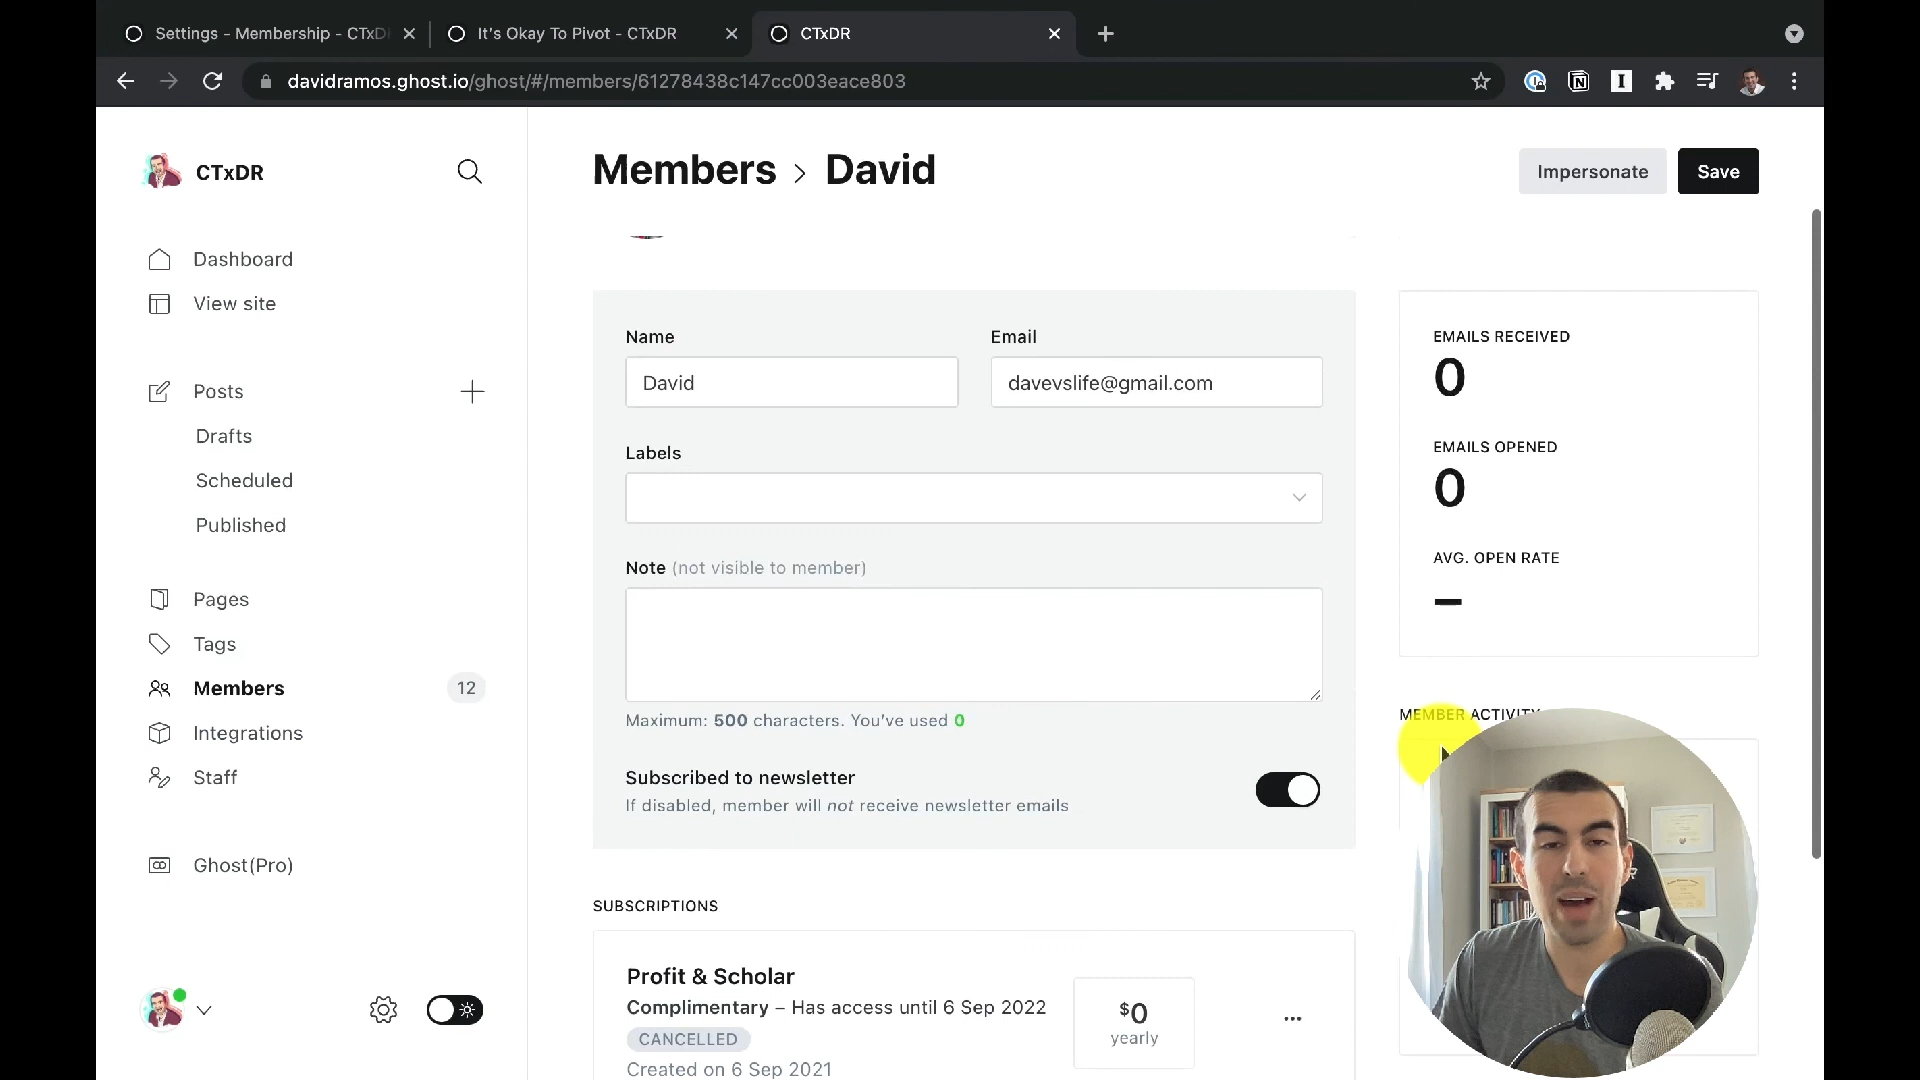 Settings - Membership - CTxD
It's Okay To Pivot - CTxDR
CTxDR
davidramos.ghost.io/ghost/#/members/61278438c147cc003eace803
CTxDR
Members > David
Impersonate
Save
Dashboard
View site
Posts
Drafts
Scheduled
Published
Pages
Tags
Members
12
Integrations
Staff
Ghost(Pro)
Name
David
Email
davevslife@gmail.com
Labels
Note (not visible to member)
Maximum: 500 characters. You've used 0
Subscribed to newsletter
If disabled, member will not receive newsletter emails
EMAILS RECEIVED
0
EMAILS OPENED
0
AVG. OPEN RATE
–
MEMBER ACTIVITY
SUBSCRIPTIONS
Profit & Scholar
Complimentary – Has access until 6 Sep 2022
CANCELLED
Created on 6 Sep 2021
$0
yearly